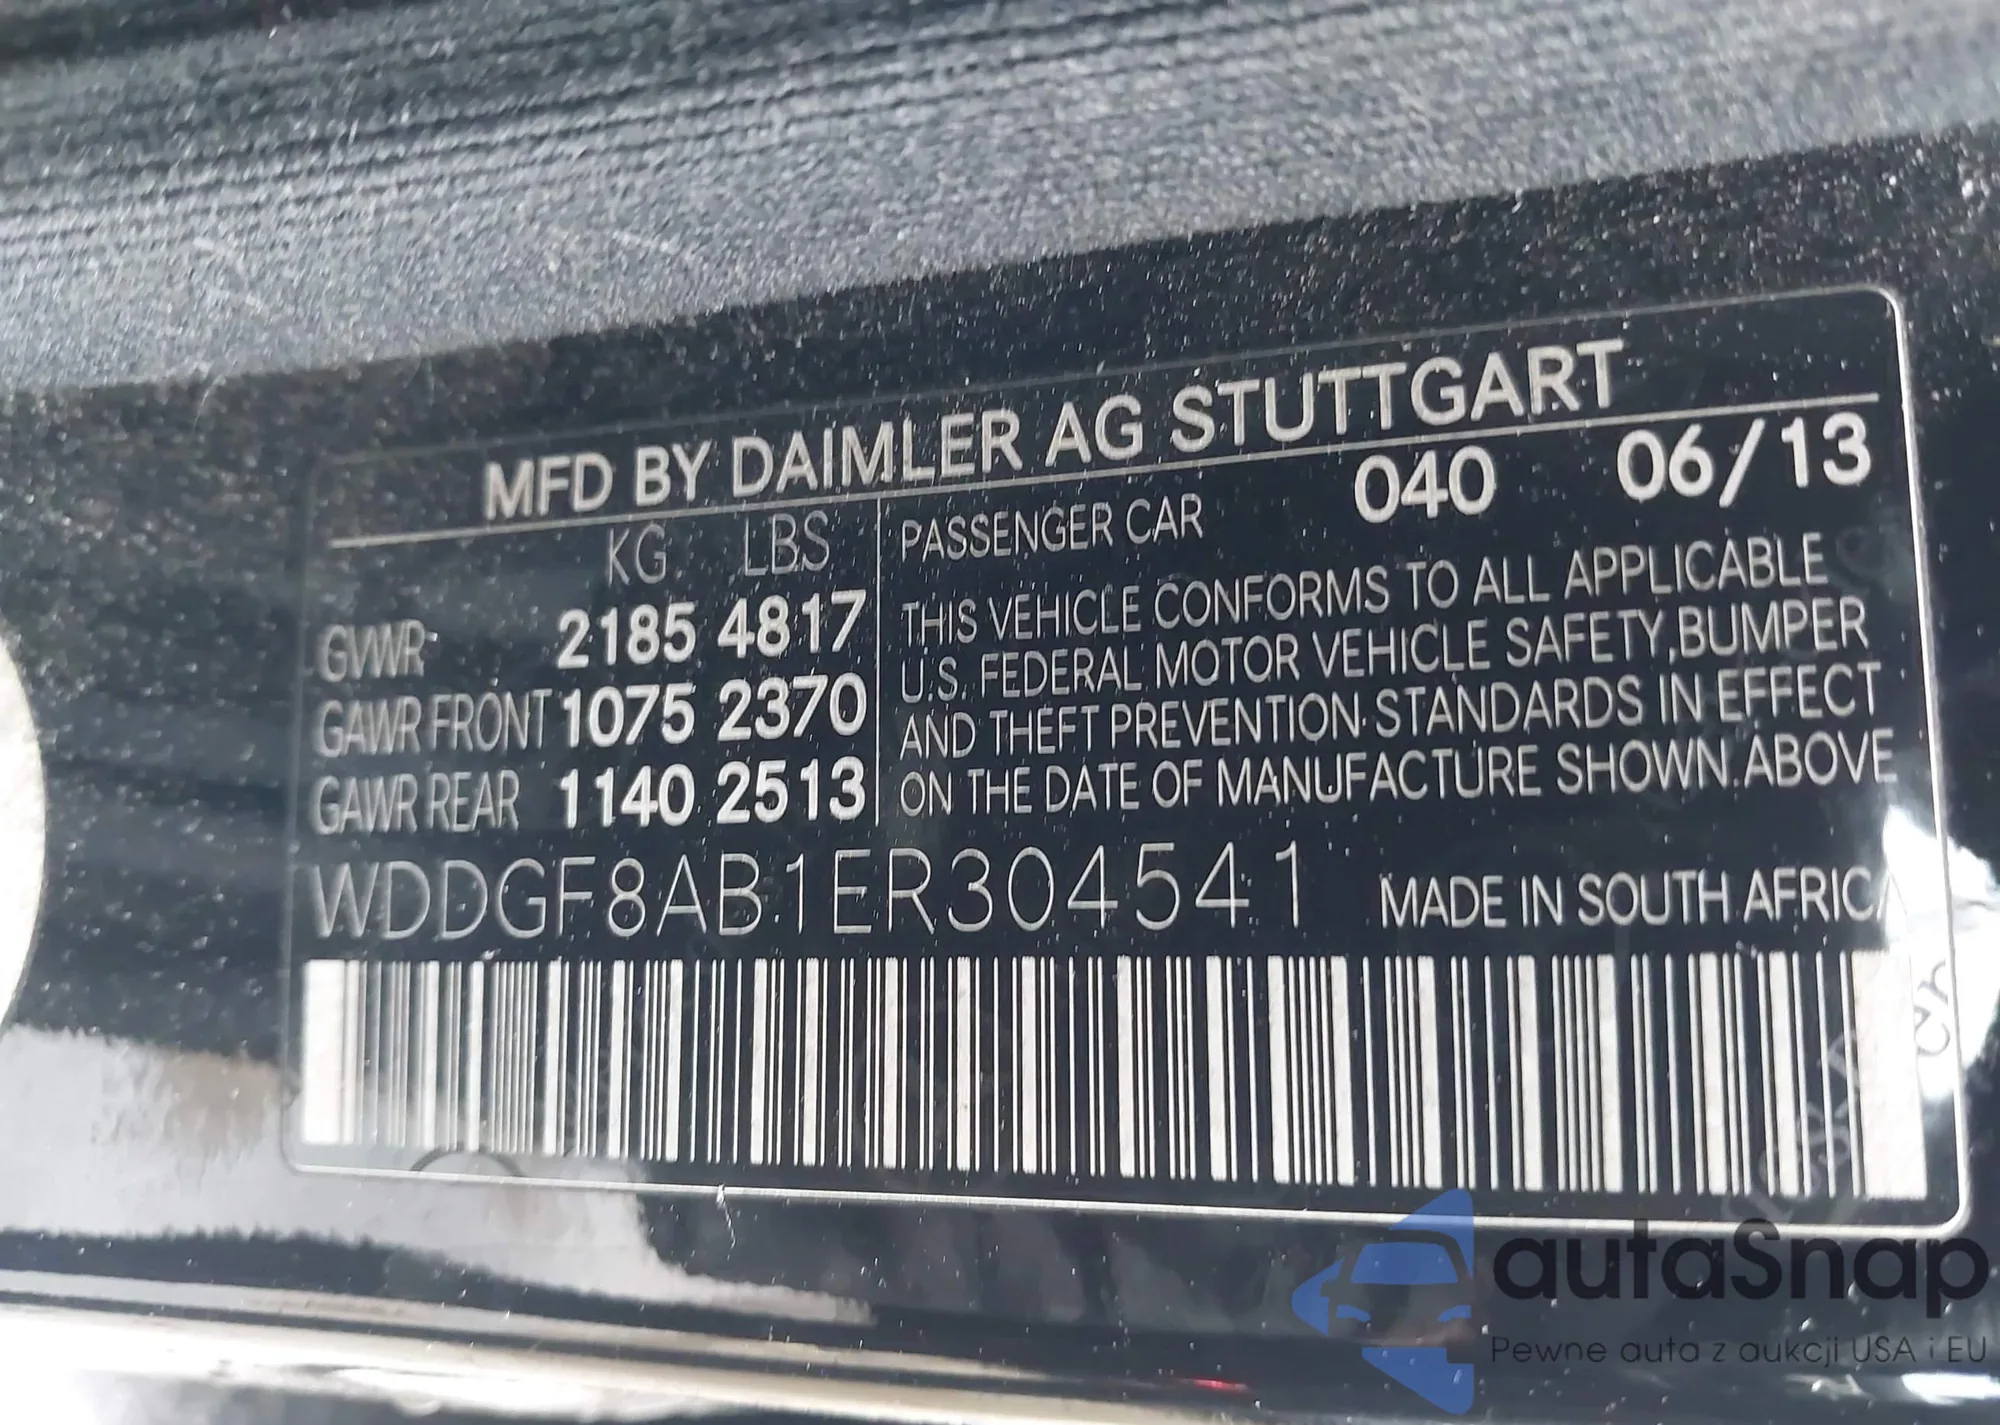 MFD BY DAIMLER AG STUTTGART
KG LBS
GVWR 2185 4817
GAWR FRONT 1075 2370
GAWR REAR 1140 2513
PASSENGER CAR 040 06/13
THIS VEHICLE CONFORMS TO ALL APPLICABLE
U.S. FEDERAL MOTOR VEHICLE SAFETY,BUMPER
AND THEFT PREVENTION STANDARDS IN EFFECT
ON THE DATE OF MANUFACTURE SHOWN ABOVE
WDDGF8AB1ER304541 MADE IN SOUTH AFRICA
autaSnap
Pewne auta z aukcji USA i EU